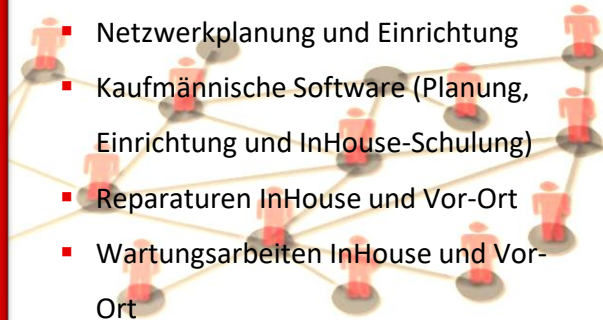 ▪ Netzwerkplanung und Einrichtung
▪ Kaufmännische Software (Planung,
Einrichtung und InHouse-Schulung)
▪ Reparaturen InHouse und Vor-Ort
▪ Wartungsarbeiten InHouse und Vor-
Ort